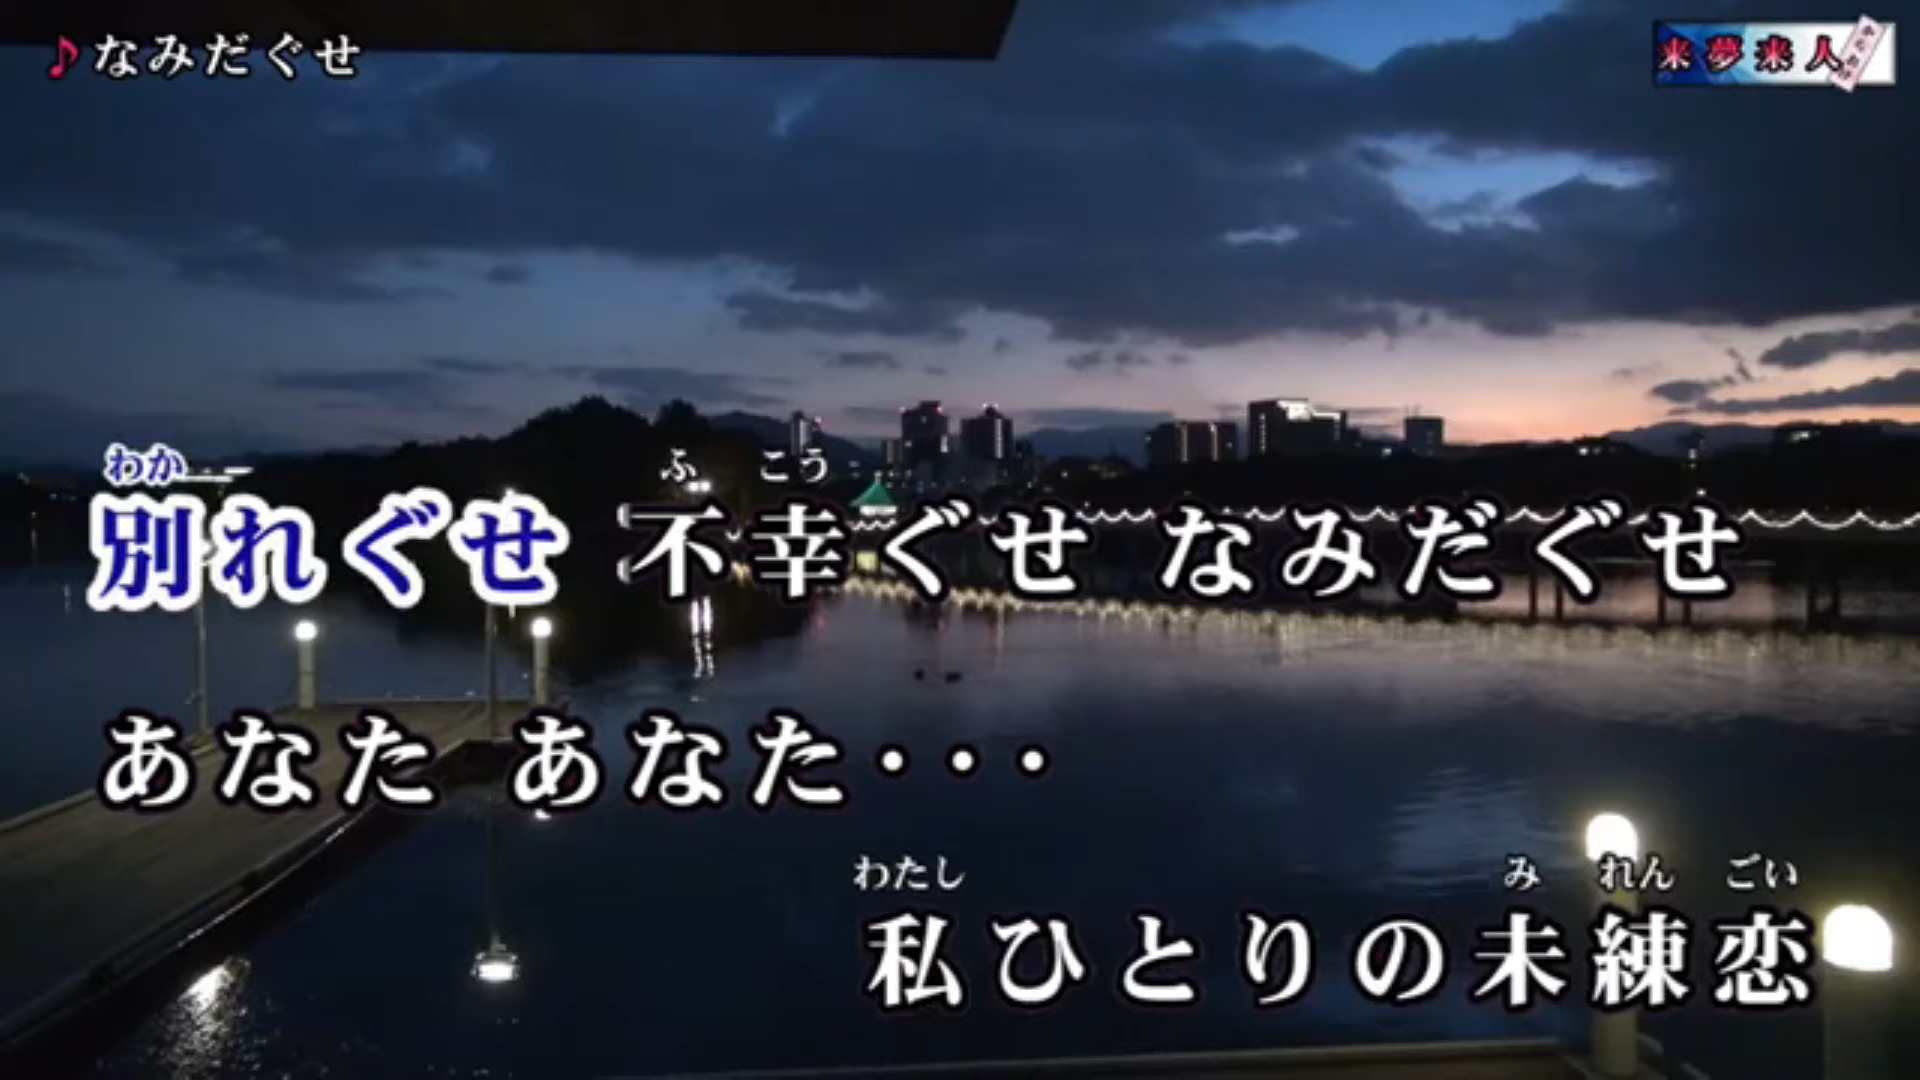 ♪なみだぐせ
来夢来人
わか
別れぐせ 不幸ぐせ なみだぐせ
ふ こう
あなた あなた・・・
わたし み れん ごい
私ひとりの未練恋